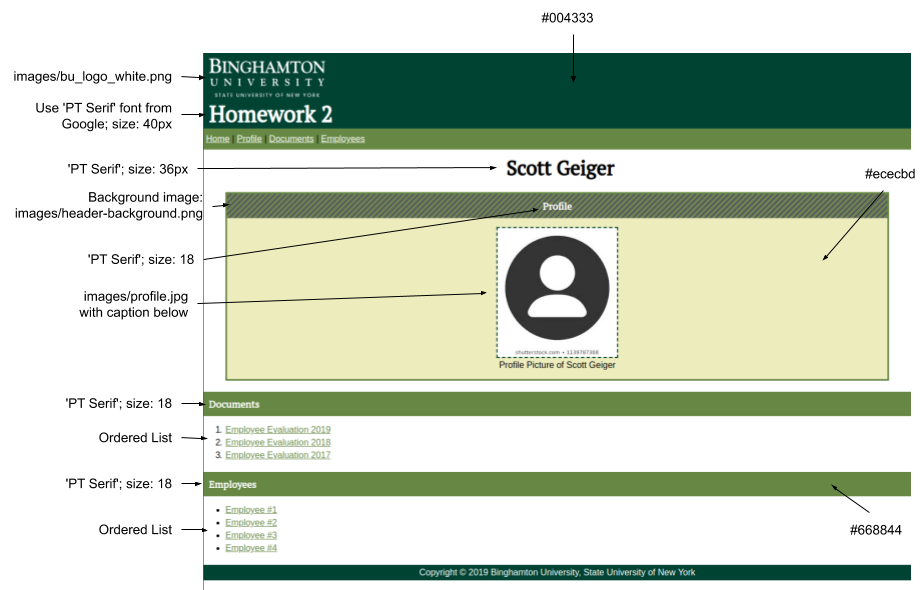 #004333
images/bu_logo_white.png
BINGHAMTON
UNIVERSITY
STATE UNIVERSITY OF NEW YORK
Use 'PT Serif' font from
Google; size: 40px
Homework 2
Home | Profile | Documents | Employees
'PT Serif'; size: 36px
Scott Geiger
#ececbd
Background image:
images/header-background.png
Profile
'PT Serif'; size: 18
images/profile.jpg
with caption below
shutterstock.com • 1139787368
Profile Picture of Scott Geiger
'PT Serif'; size: 18
Documents
Ordered List
1. Employee Evaluation 2019
2. Employee Evaluation 2018
3. Employee Evaluation 2017
'PT Serif'; size: 18
Employees
Ordered List
• Employee #1
• Employee #2
• Employee #3
• Employee #4
#668844
Copyright © 2019 Binghamton University, State University of New York